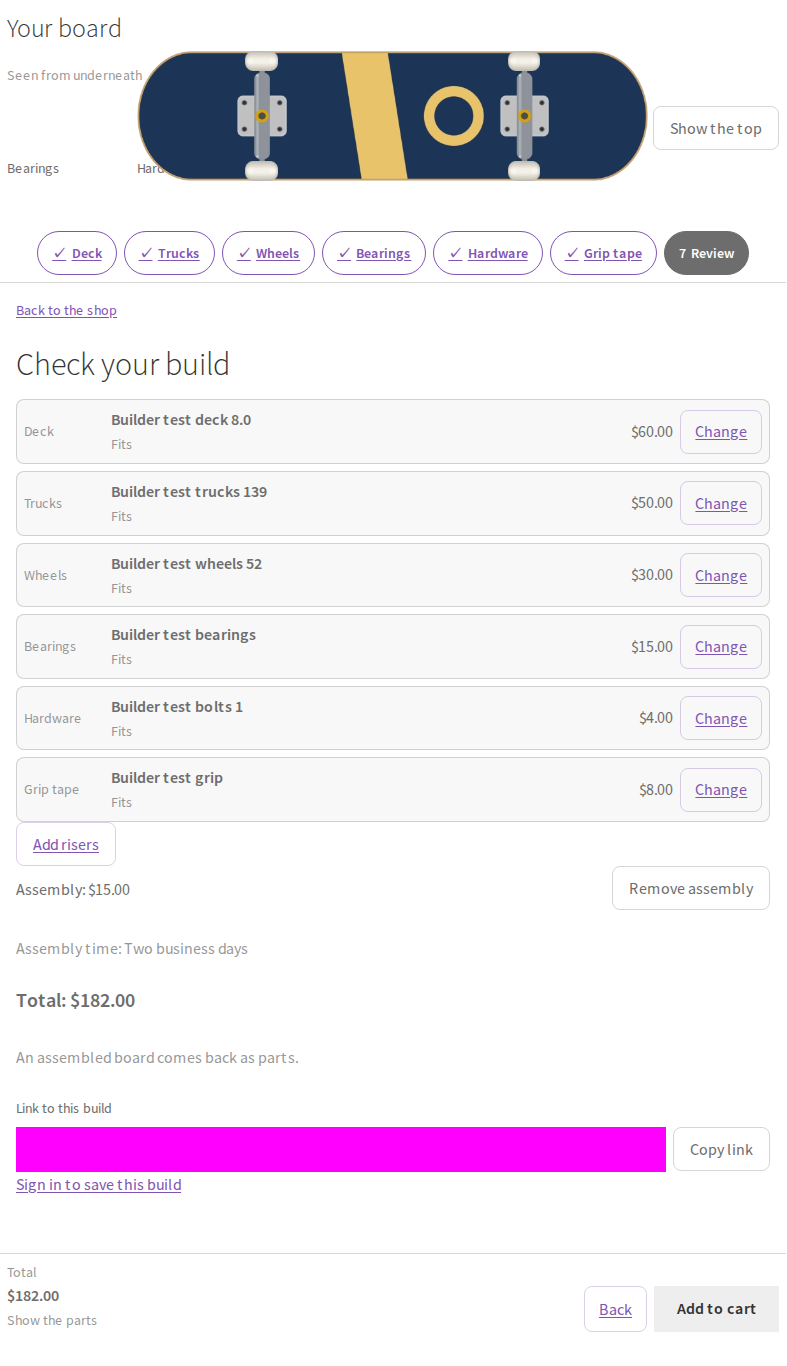 Your board
Seen from underneath
Show the top
Bearings
✓ Deck ✓ Trucks ✓ Wheels ✓ Bearings ✓ Hardware ✓ Grip tape 7 Review
Back to the shop
Check your build
Deck Builder test deck 8.0 $60.00 Change
Fits
Trucks Builder test trucks 139 $50.00 Change
Fits
Wheels Builder test wheels 52 $30.00 Change
Fits
Bearings Builder test bearings $15.00 Change
Fits
Hardware Builder test bolts 1 $4.00 Change
Fits
Grip tape Builder test grip $8.00 Change
Fits
Add risers
Assembly: $15.00 Remove assembly
Assembly time: Two business days
Total: $182.00
An assembled board comes back as parts.
Link to this build
Copy link
Sign in to save this build
Total
$182.00
Show the parts
Back Add to cart